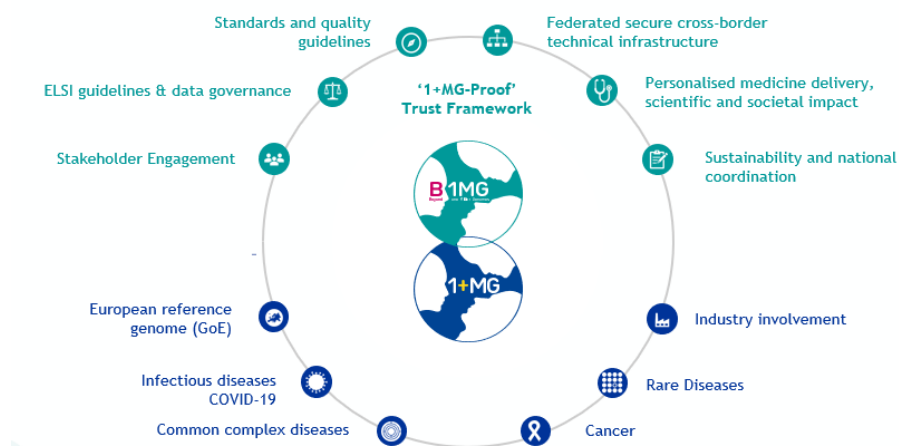 Standards and quality
guidelines
Federated secure cross-border
technical infrastructure
ELSI guidelines & data governance
'1+MG-Proof'
Trust Framework
Personalised medicine delivery,
scientific and societal impact
Stakeholder Engagement
Sustainability and national
coordination
B1MG
Beyond
1+MG
European reference
genome (GoE)
Industry involvement
Infectious diseases
COVID-19
Rare Diseases
Common complex diseases
Cancer